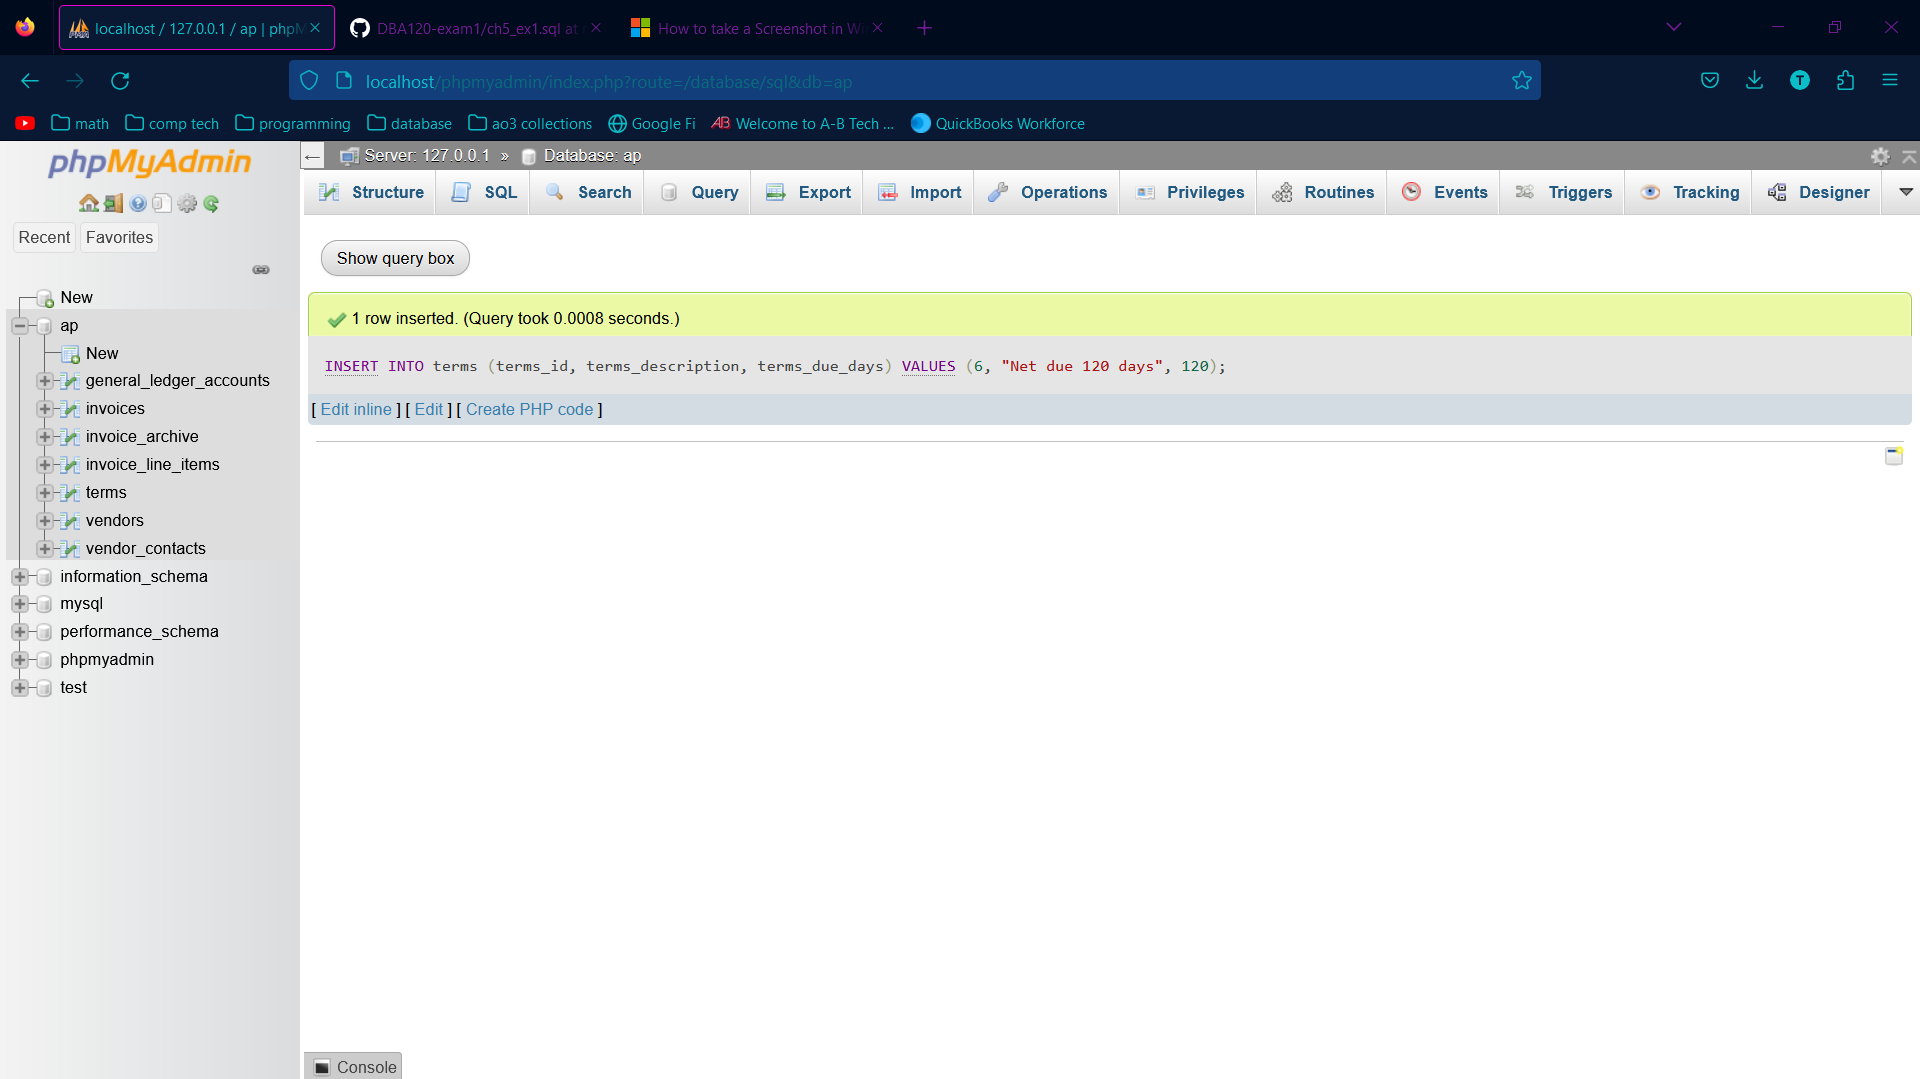 localhost / 127.0.0.1 / ap | phpM
DBA120-exam1/ch5_ex1.sql at
How to take a Screenshot in Wi
localhost/phpmyadmin/index.php?route=/database/sql&db=ap
T
math
comp tech
programming
database
ao3 collections
Google Fi
AB Welcome to A-B Tech ...
QuickBooks Workforce
phpMyAdmin
Recent
Favorites
New
ap
New
general_ledger_accounts
invoices
invoice_archive
invoice_line_items
terms
vendors
vendor_contacts
information_schema
mysql
performance_schema
phpmyadmin
test
Server: 127.0.0.1 » Database: ap
Structure
SQL
Search
Query
Export
Import
Operations
Privileges
Routines
Events
Triggers
Tracking
Designer
Show query box
1 row inserted. (Query took 0.0008 seconds.)
INSERT INTO terms (terms_id, terms_description, terms_due_days) VALUES (6, "Net due 120 days", 120);
[ Edit inline ] [ Edit ] [ Create PHP code ]
Console